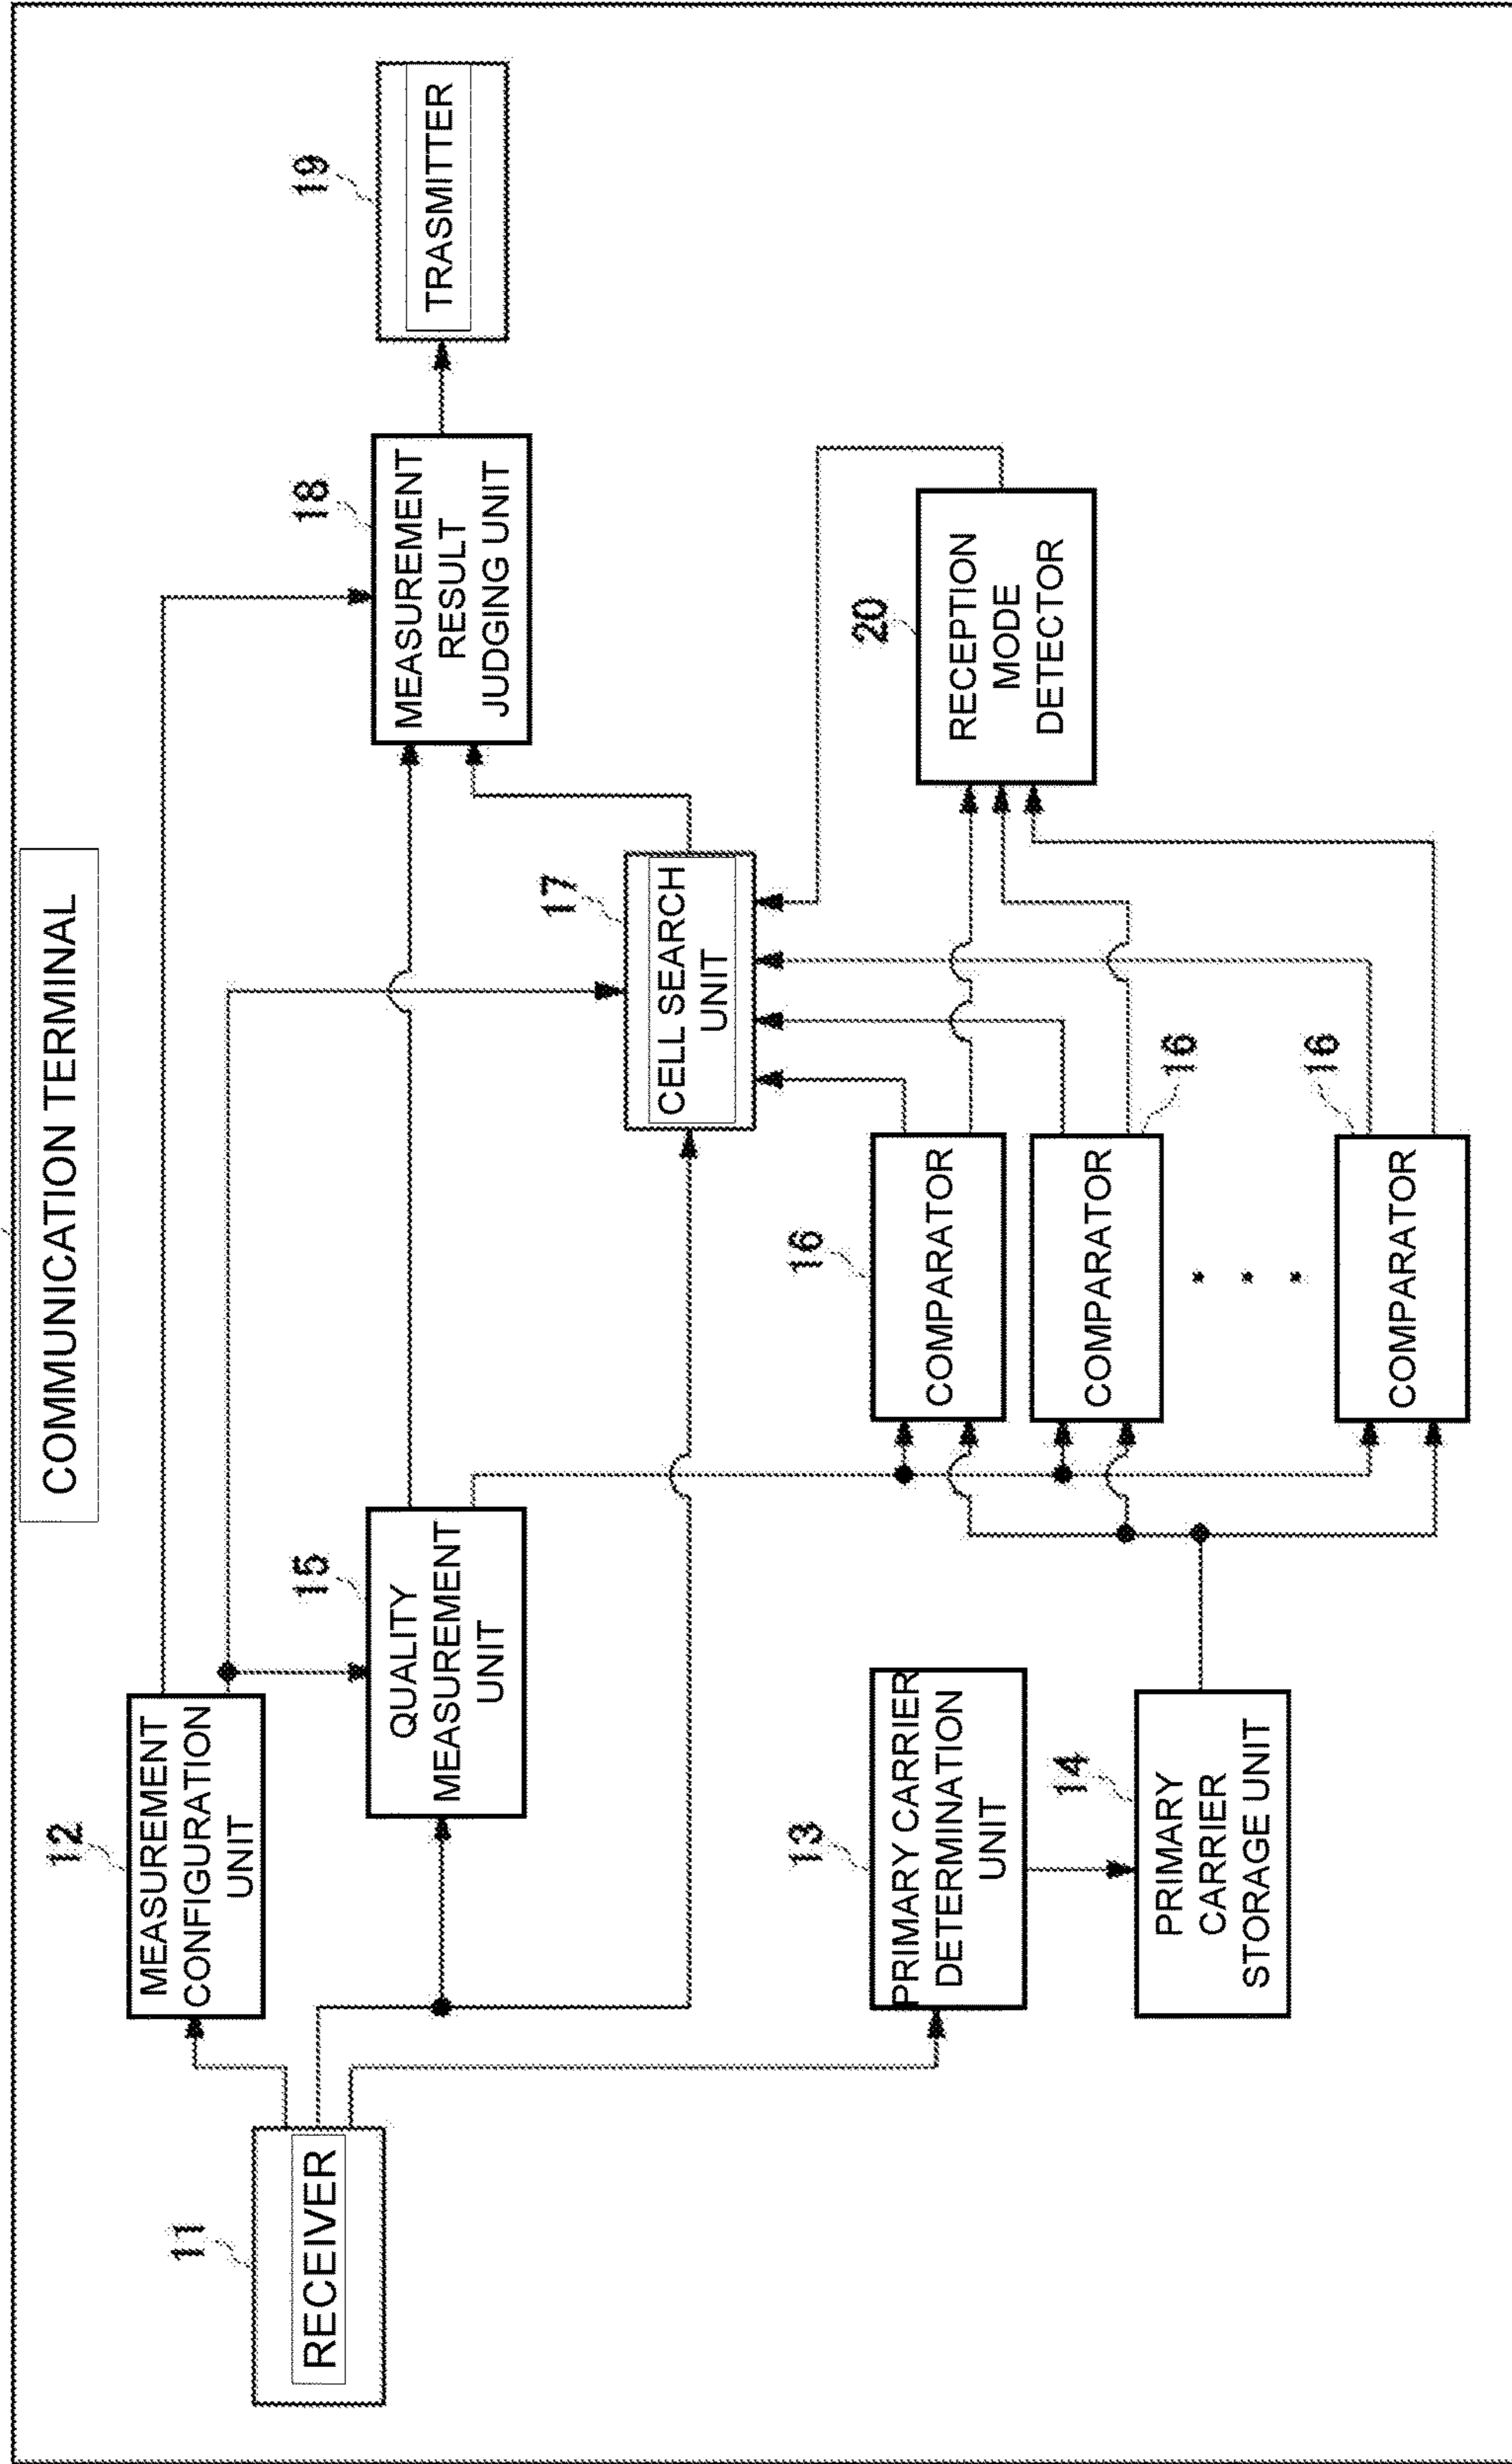 COMMUNICATION TERMINAL
11
RECEIVER
12
MEASUREMENT
CONFIGURATION
UNIT
15
QUALITY
MEASUREMENT
UNIT
18
MEASUREMENT
RESULT
JUDGING UNIT
19
TRASMITTER
17
CELL SEARCH
UNIT
13
PRIMARY CARRIER
DETERMINATION
UNIT
14
PRIMARY
CARRIER
STORAGE UNIT
16
COMPARATOR
COMPARATOR
16
COMPARATOR
16
20
RECEPTION
MODE
DETECTOR